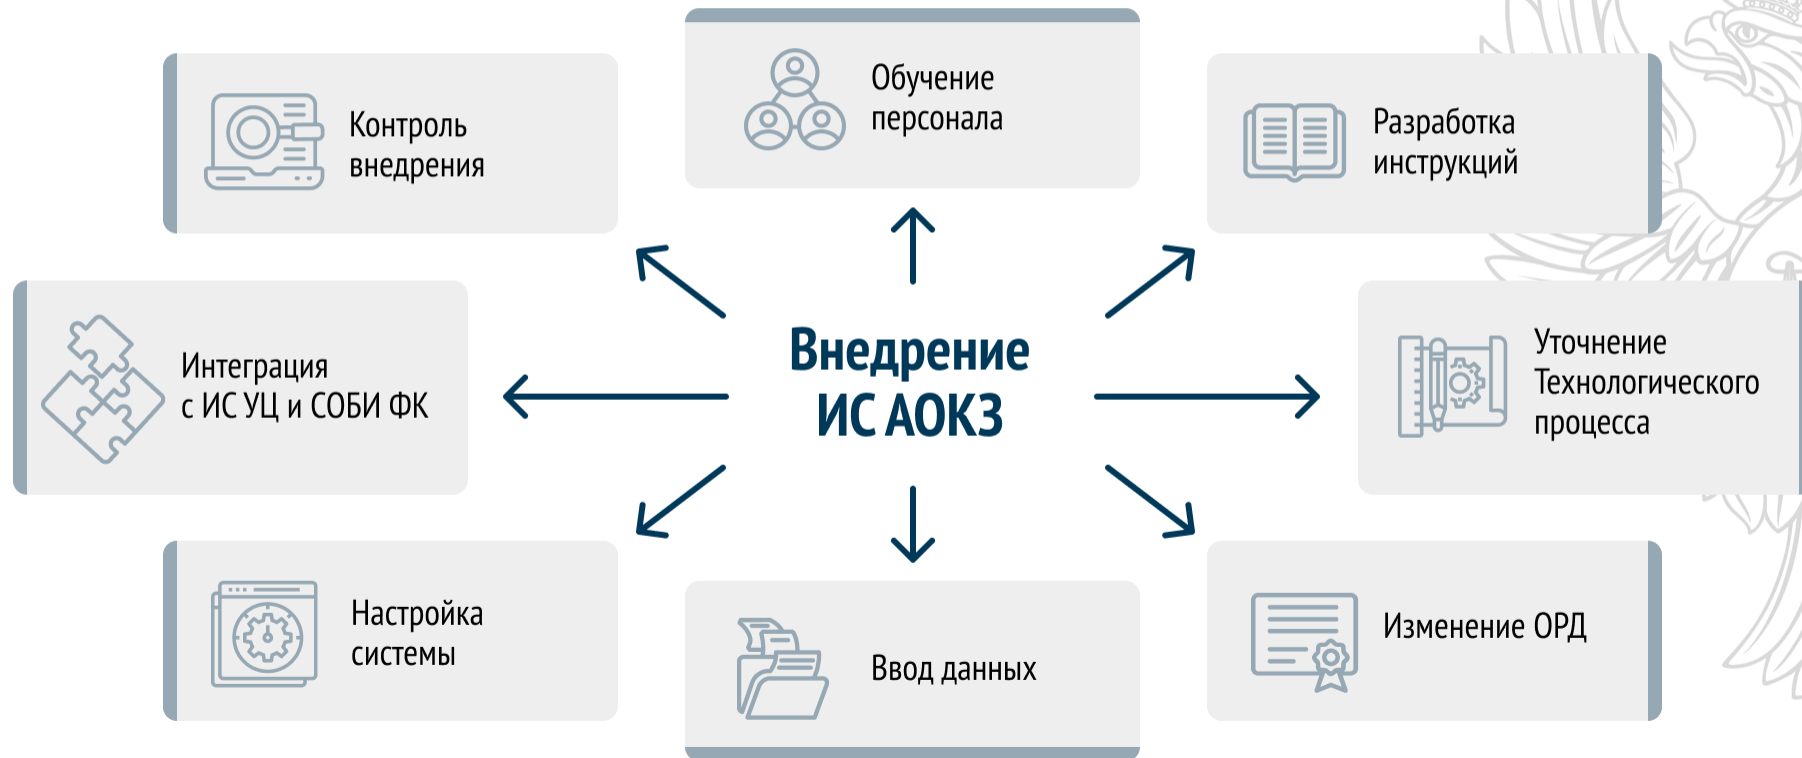 Обучение
персонала
Контроль
внедрения
Разработка
инструкций
Интеграция
с ИС УЦ и СОБИ ФК
Внедрение
ИС АОКЗ
Уточнение
Технологического
процесса
Настройка
системы
Ввод данных
Изменение ОРД